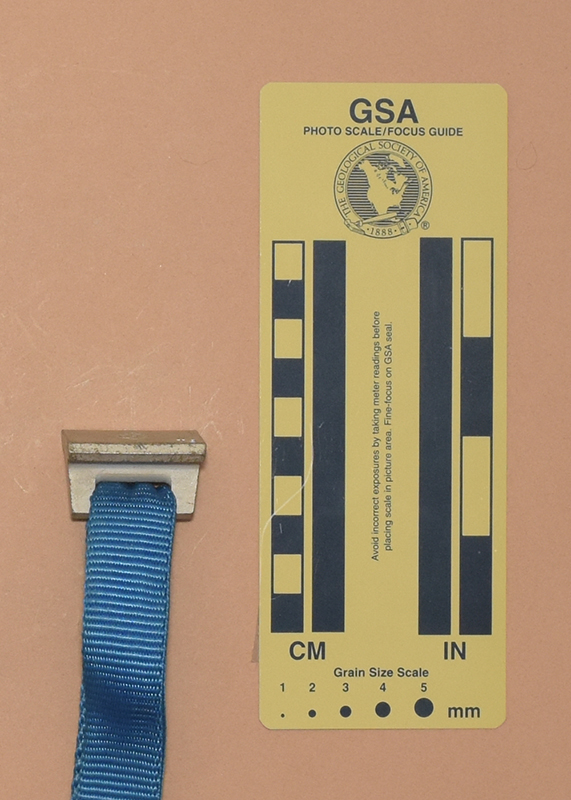 GSA
PHOTO SCALE/FOCUS GUIDE
THE GEOLOGICAL SOCIETY OF AMERICA
·1888·
®
Avoid incorrect exposures by taking meter readings before
placing scale in picture area. Fine-focus on GSA seal.
CM
IN
Grain Size Scale
1 2 3 4 5
mm